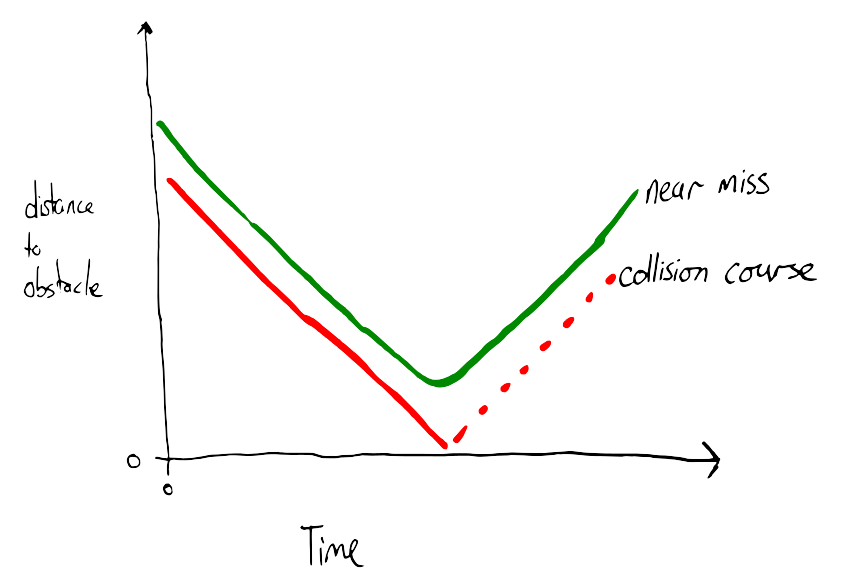 near miss
distance
to
obstacle
collision course
0
0
Time